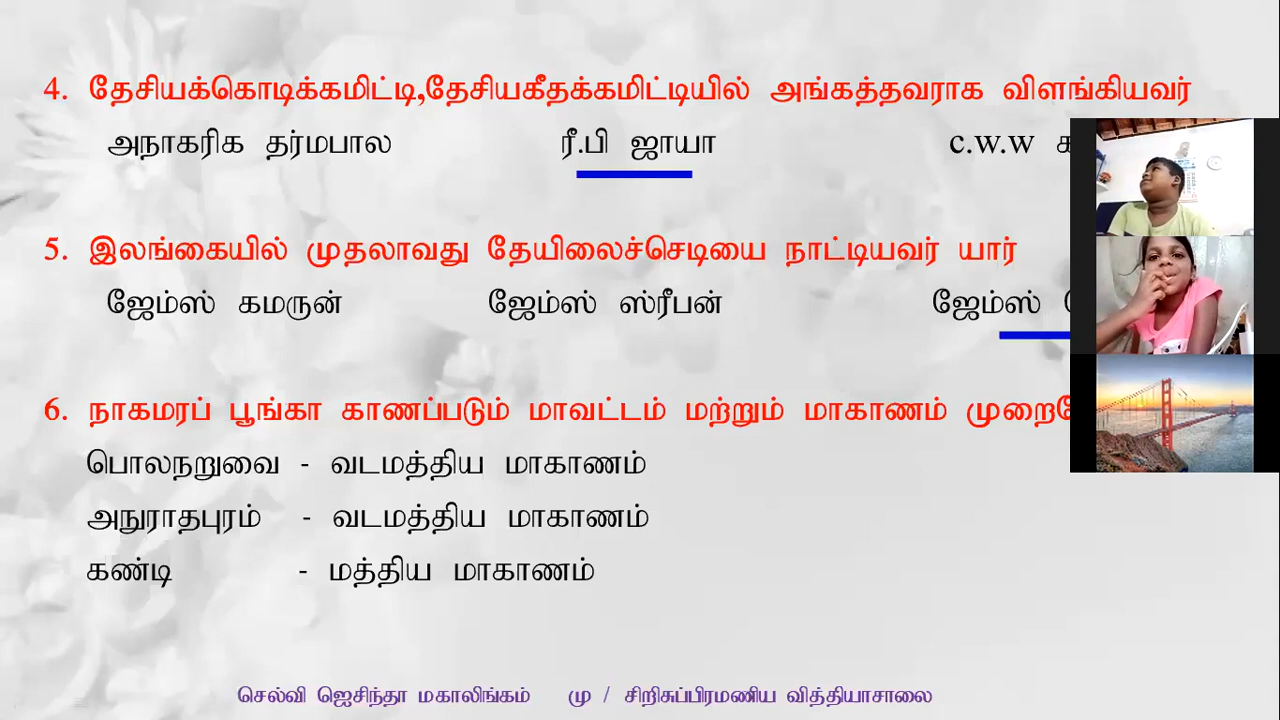 4. தேசியக்கொடிக்கமிட்டி,தேசியகீதக்கமிட்டியில் அங்கத்தவராக விளங்கியவர்
அநாகரிக தர்மபால ரீ.பி ஜாயா c.w.w
5. இலங்கையில் முதலாவது தேயிலைச்செடியை நாட்டியவர் யார்
ஜேம்ஸ் கமருன் ஜேம்ஸ் ஸ்ரீபன் ஜேம்ஸ்
6. நாகமரப் பூங்கா காணப்படும் மாவட்டம் மற்றும் மாகாணம்
பொலநறுவை - வடமத்திய மாகாணம்
அநுராதபுரம் - வடமத்திய மாகாணம்
கண்டி - மத்திய மாகாணம்
செல்வி ஜெசிந்தா மகாலிங்கம் மு / சிறிசுப்பிரமணிய வித்தியாசாலை